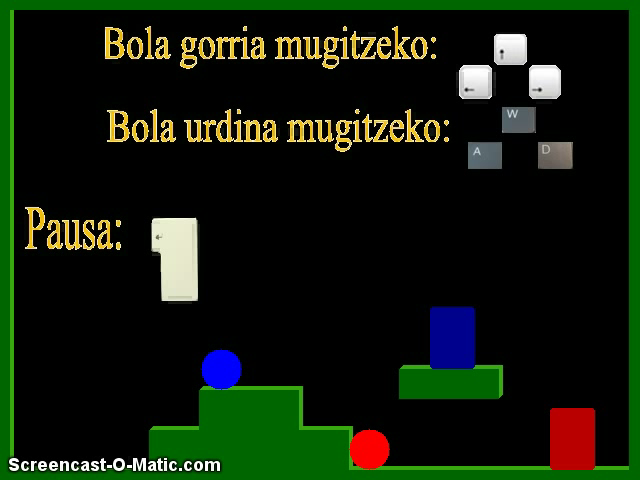 Bola gorria mugitzeko:
Bola urdina mugitzeko:
W
A D
Pausa:
Screencast-O-Matic.com